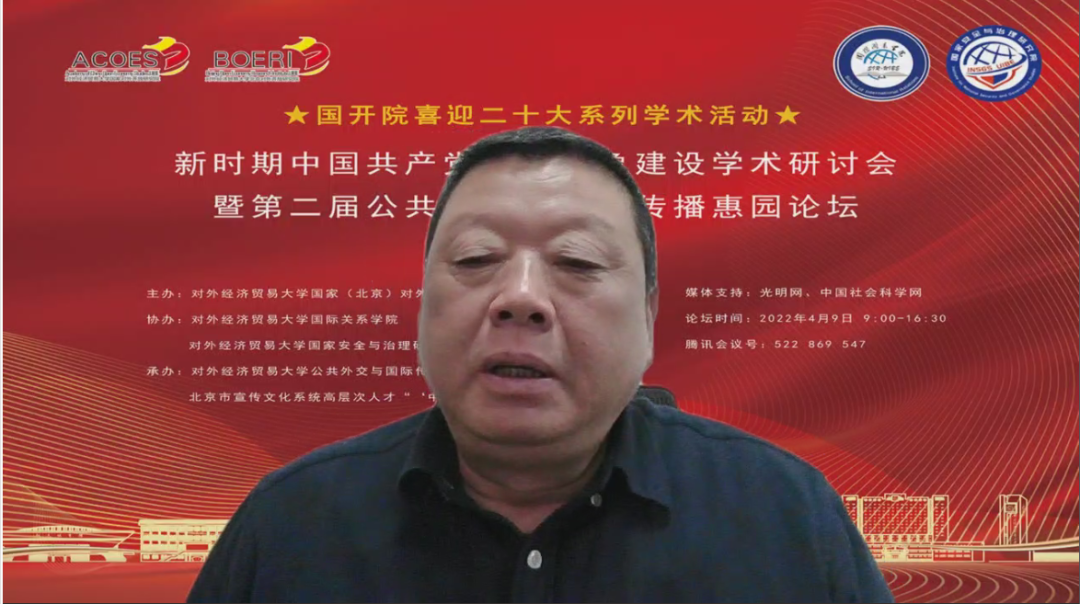 ACOES
BOERI
INSGS UIBE
★国开院喜迎二十大系列学术活动★
新时期中国共产党 建设学术研讨会
暨第二届公共 传播惠园论坛
主办:对外经济贸易大学国家(北京)对外
协办:对外经济贸易大学国际关系学院
对外经济贸易大学国家安全与治理研
承办:对外经济贸易大学公共外交与国际传
北京市宣传文化系统高层次人才
媒体支持:光明网、中国社会科学网
论坛时间:2022年4月9日 9:00-16:30
腾讯会议号:522 869 547